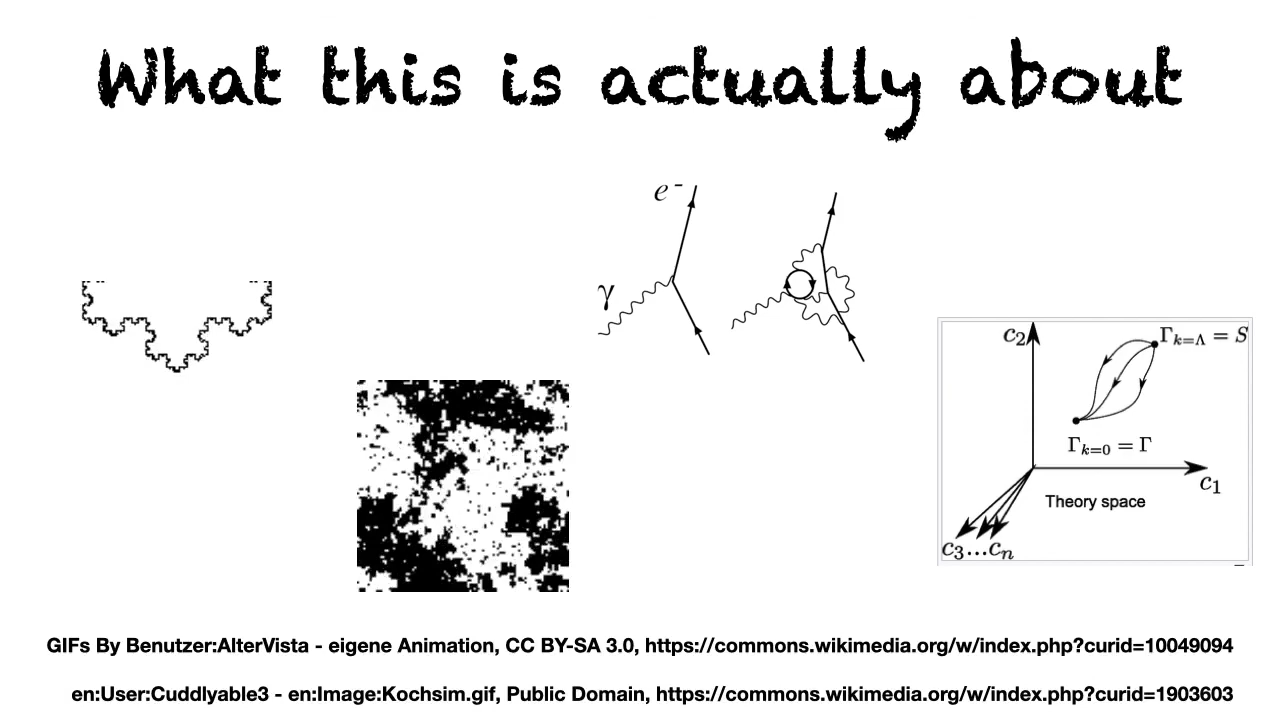 What this is actually about
e⁻
γ
c₂
Γₖ₌Λ = S
Γₖ₌₀ = Γ
c₁
Theory space
c₃...cₙ
GIFs By Benutzer:AlterVista - eigene Animation, CC BY-SA 3.0, https://commons.wikimedia.org/w/index.php?curid=10049094
en:User:Cuddlyable3 - en:Image:Kochsim.gif, Public Domain, https://commons.wikimedia.org/w/index.php?curid=1903603